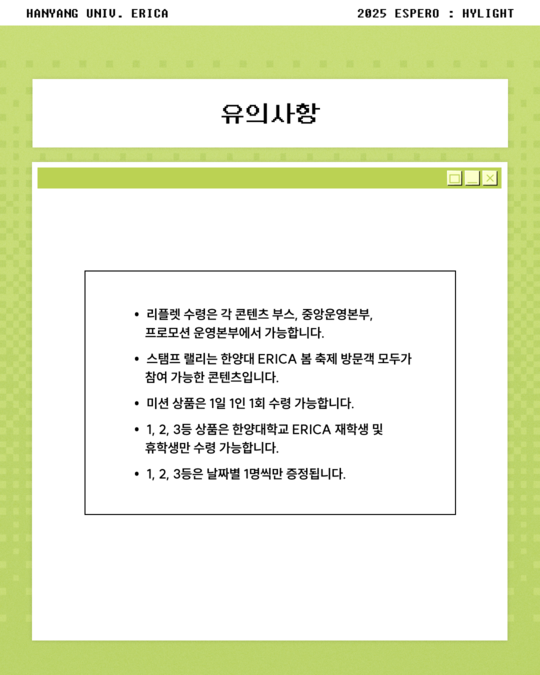 HANYANG UNIV. ERICA
2025 ESPERO : HYLIGHT
유의사항
• 리플렛 수령은 각 콘텐츠 부스, 중앙운영본부,
프로모션 운영본부에서 가능합니다.
• 스탬프 랠리는 한양대 ERICA 봄 축제 방문객 모두가
참여 가능한 콘텐츠입니다.
• 미션 상품은 1일 1인 1회 수령 가능합니다.
• 1, 2, 3등 상품은 한양대학교 ERICA 재학생 및
휴학생만 수령 가능합니다.
• 1, 2, 3등은 날짜별 1명씩만 증정됩니다.